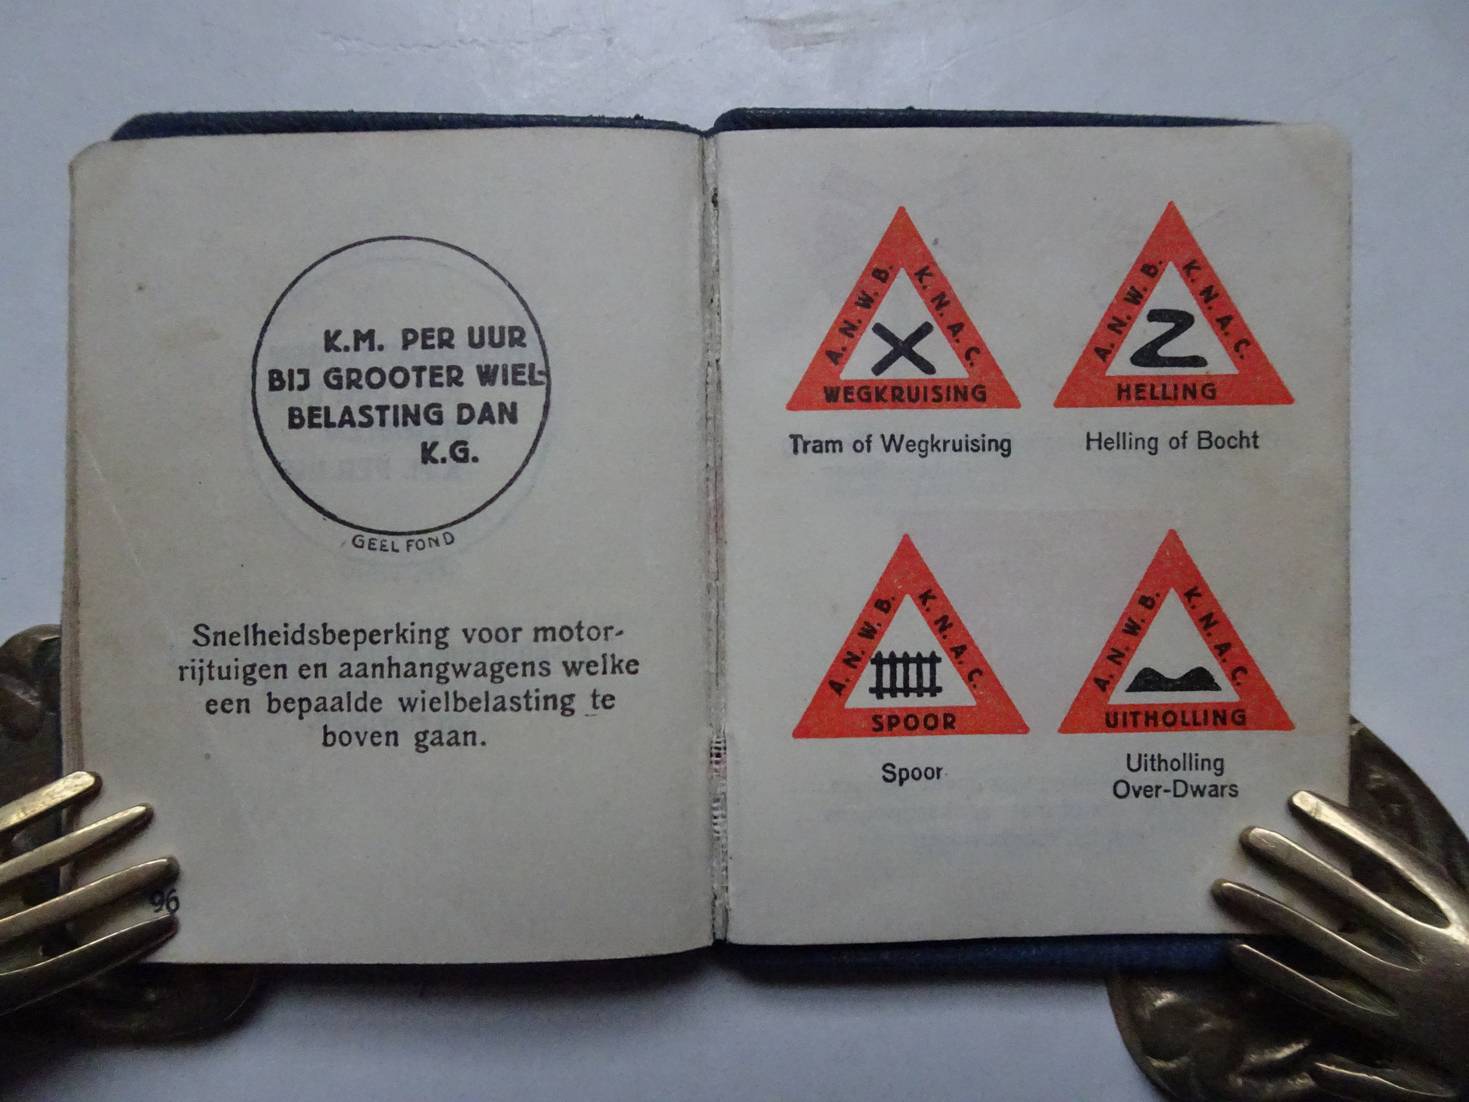 K.M. PER UUR
BIJ GROOTER WIEL-
BELASTING DAN
K.G.
GEEL FOND
Snelheidsbeperking voor motor-
rijtuigen en aanhangwagens welke
een bepaalde wielbelasting te
boven gaan.
96
A. N. W. B. K. N. A. C.
WEGKRUISING
Tram of Wegkruising
A. N. W. B. K. N. A. C.
HELLING
Helling of Bocht
A. N. W. B. K. N. A. C.
SPOOR
Spoor
A. N. W. B. K. N. A. C.
UITHOLLING
Uitholling
Over-Dwars